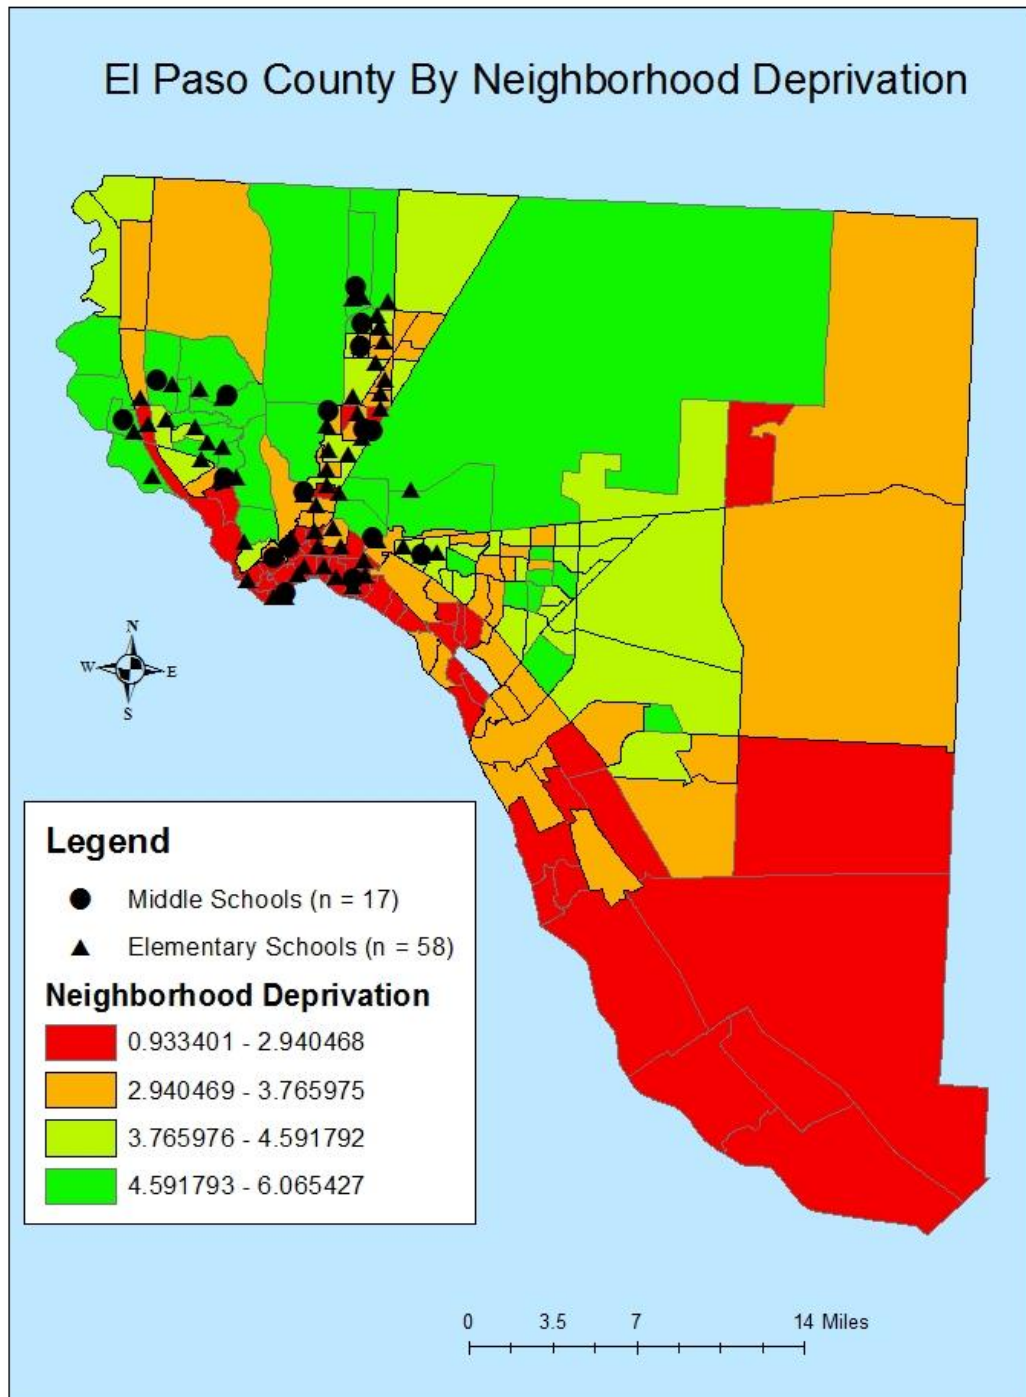 El Paso County By Neighborhood Deprivation
N
W
E
S
Legend
Middle Schools (n = 17)
Elementary Schools (n = 58)
Neighborhood Deprivation
0.933401 - 2.940468
2.940469 - 3.765975
3.765976 - 4.591792
4.591793 - 6.065427
0 3.5 7 14 Miles